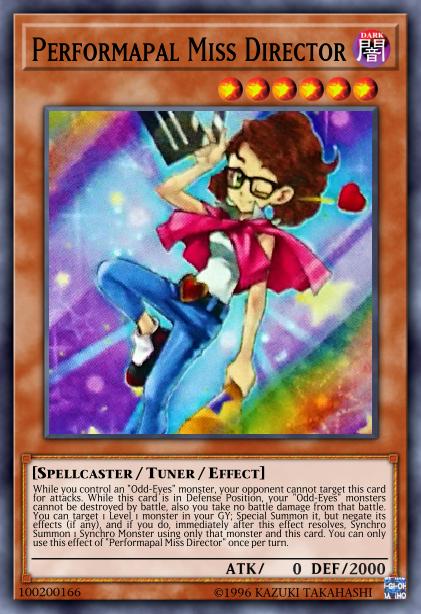 Performapal Miss Director
DARK
闇
[Spellcaster / Tuner / Effect]
While you control an "Odd-Eyes" monster, your opponent cannot target this card
for attacks. While this card is in Defense Position, your "Odd-Eyes" monsters
cannot be destroyed by battle, also you take no battle damage from that battle.
You can target 1 Level 1 monster in your GY; Special Summon it, but negate its
effects (if any), and if you do, immediately after this effect resolves, Synchro
Summon 1 Synchro Monster using only that monster and this card. You can only
use this effect of "Performapal Miss Director" once per turn.
ATK/ 0 DEF/2000
100200166
©1996 KAZUKI TAKAHASHI